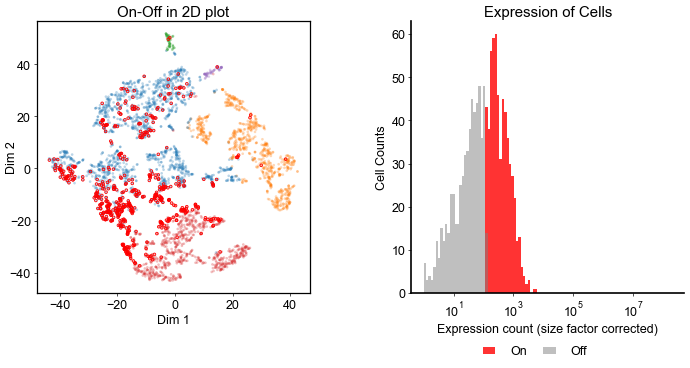 On-Off in 2D plot
40
20
0
−20
−40
Dim 2
−40 −20 0 20 40
Dim 1
Expression of Cells
60
50
40
30
20
10
0
Cell Counts
10^1 10^3 10^5 10^7
Expression count (size factor corrected)
On Off